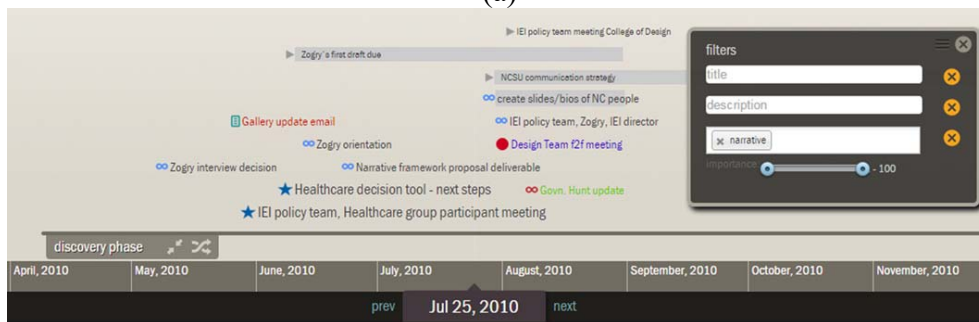 (a)
IEI policy team meeting College of Design
Zogry's first draft due
NCSU communication strategy
create slides/bios of NC people
Gallery update email
IEI policy team, Zogry, IEI director
Zogry orientation
Design Team f2f meeting
Zogry interview decision
Narrative framework proposal deliverable
Healthcare decision tool - next steps
Govn. Hunt update
IEI policy team, Healthcare group participant meeting
filters
title
description
narrative
importance
- 100
discovery phase
April, 2010
May, 2010
June, 2010
July, 2010
August, 2010
September, 2010
October, 2010
November, 2010
prev
Jul 25, 2010
next